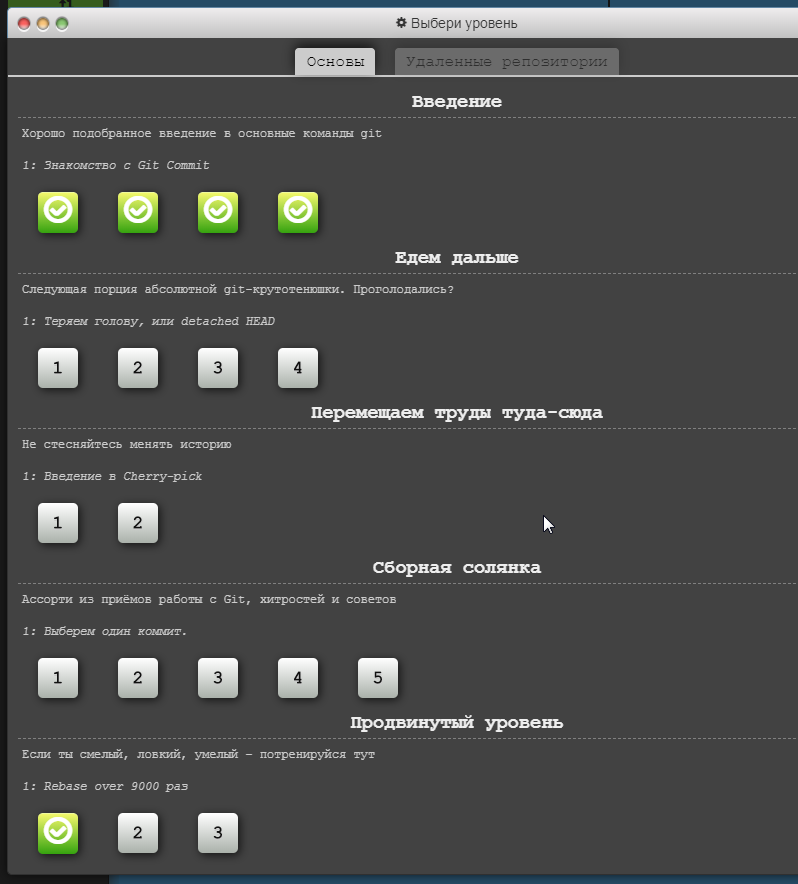 Выбери уровень
Основы
Удаленные репозитории
Введение
Хорошо подобранное введение в основные команды git
1: Знакомство с Git Commit
Едем дальше
Следующая порция абсолютной git-крутотенюшки. Проголодались?
1: Теряем голову, или detached HEAD
1 2 3 4
Перемещаем труды туда-сюда
Не стесняйтесь менять историю
1: Введение в Cherry-pick
1 2
Сборная солянка
Ассорти из приёмов работы с Git, хитростей и советов
1: Выберем один коммит.
1 2 3 4 5
Продвинутый уровень
Если ты смелый, ловкий, умелый – потренируйся тут
1: Rebase over 9000 раз
2 3